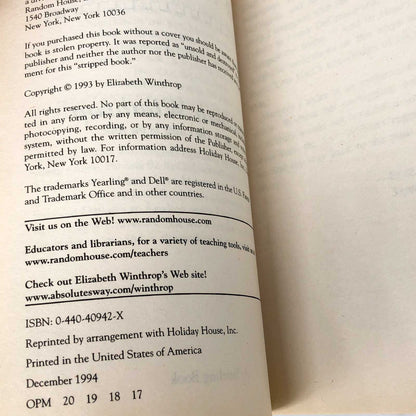 a
Random House,
1540 Broadway
New York, New York 10036
If you purchased this book without a cover you should be aware
book is stolen property. It was reported as "unsold and destroyed
publisher and neither the author nor the publisher has received
ment for this "stripped book."
Copyright © 1993 by Elizabeth Winthrop
All rights reserved. No part of this book may be reproduced or
ted in any form or by any means, electronic or mechanical,
photocopying, recording, or by any information storage and
system, without the written permission of the Publisher, except
permitted by law. For information address Holiday House, Inc.
York, New York 10017.
The trademarks Yearling® and Dell® are registered in the U.S.
and Trademark Office and in other countries.
Visit us on the Web! www.randomhouse.com
Educators and librarians, for a variety of teaching tools,
www.randomhouse.com/teachers
Check out Elizabeth Winthrop's Web site!
www.absolutesway.com/winthrop
ISBN: 0-440-40942-X
Reprinted by arrangement with Holiday House, Inc.
Printed in the United States of America
December 1994
OPM 20 19 18 17